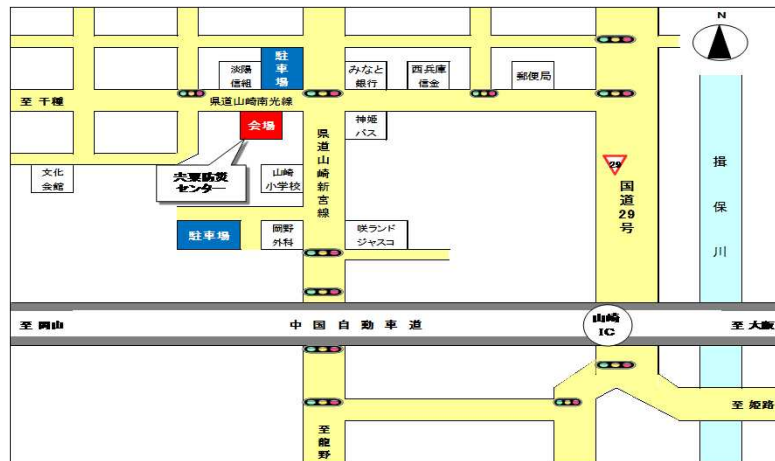 N
淡陽
信組
駐車場
みなと
銀行
西兵庫
信金
郵便局
至 千種
県道山崎南光線
会場
神姫
バス
文化
会館
宍粟防災
センター
山崎
小学校
県道山崎新宮線
29
国道29号
揖保川
駐車場
岡野
外科
咲ランド
ジャスコ
至 岡山
中国自動車道
山崎
IC
至 大阪
至 姫路
至 龍野